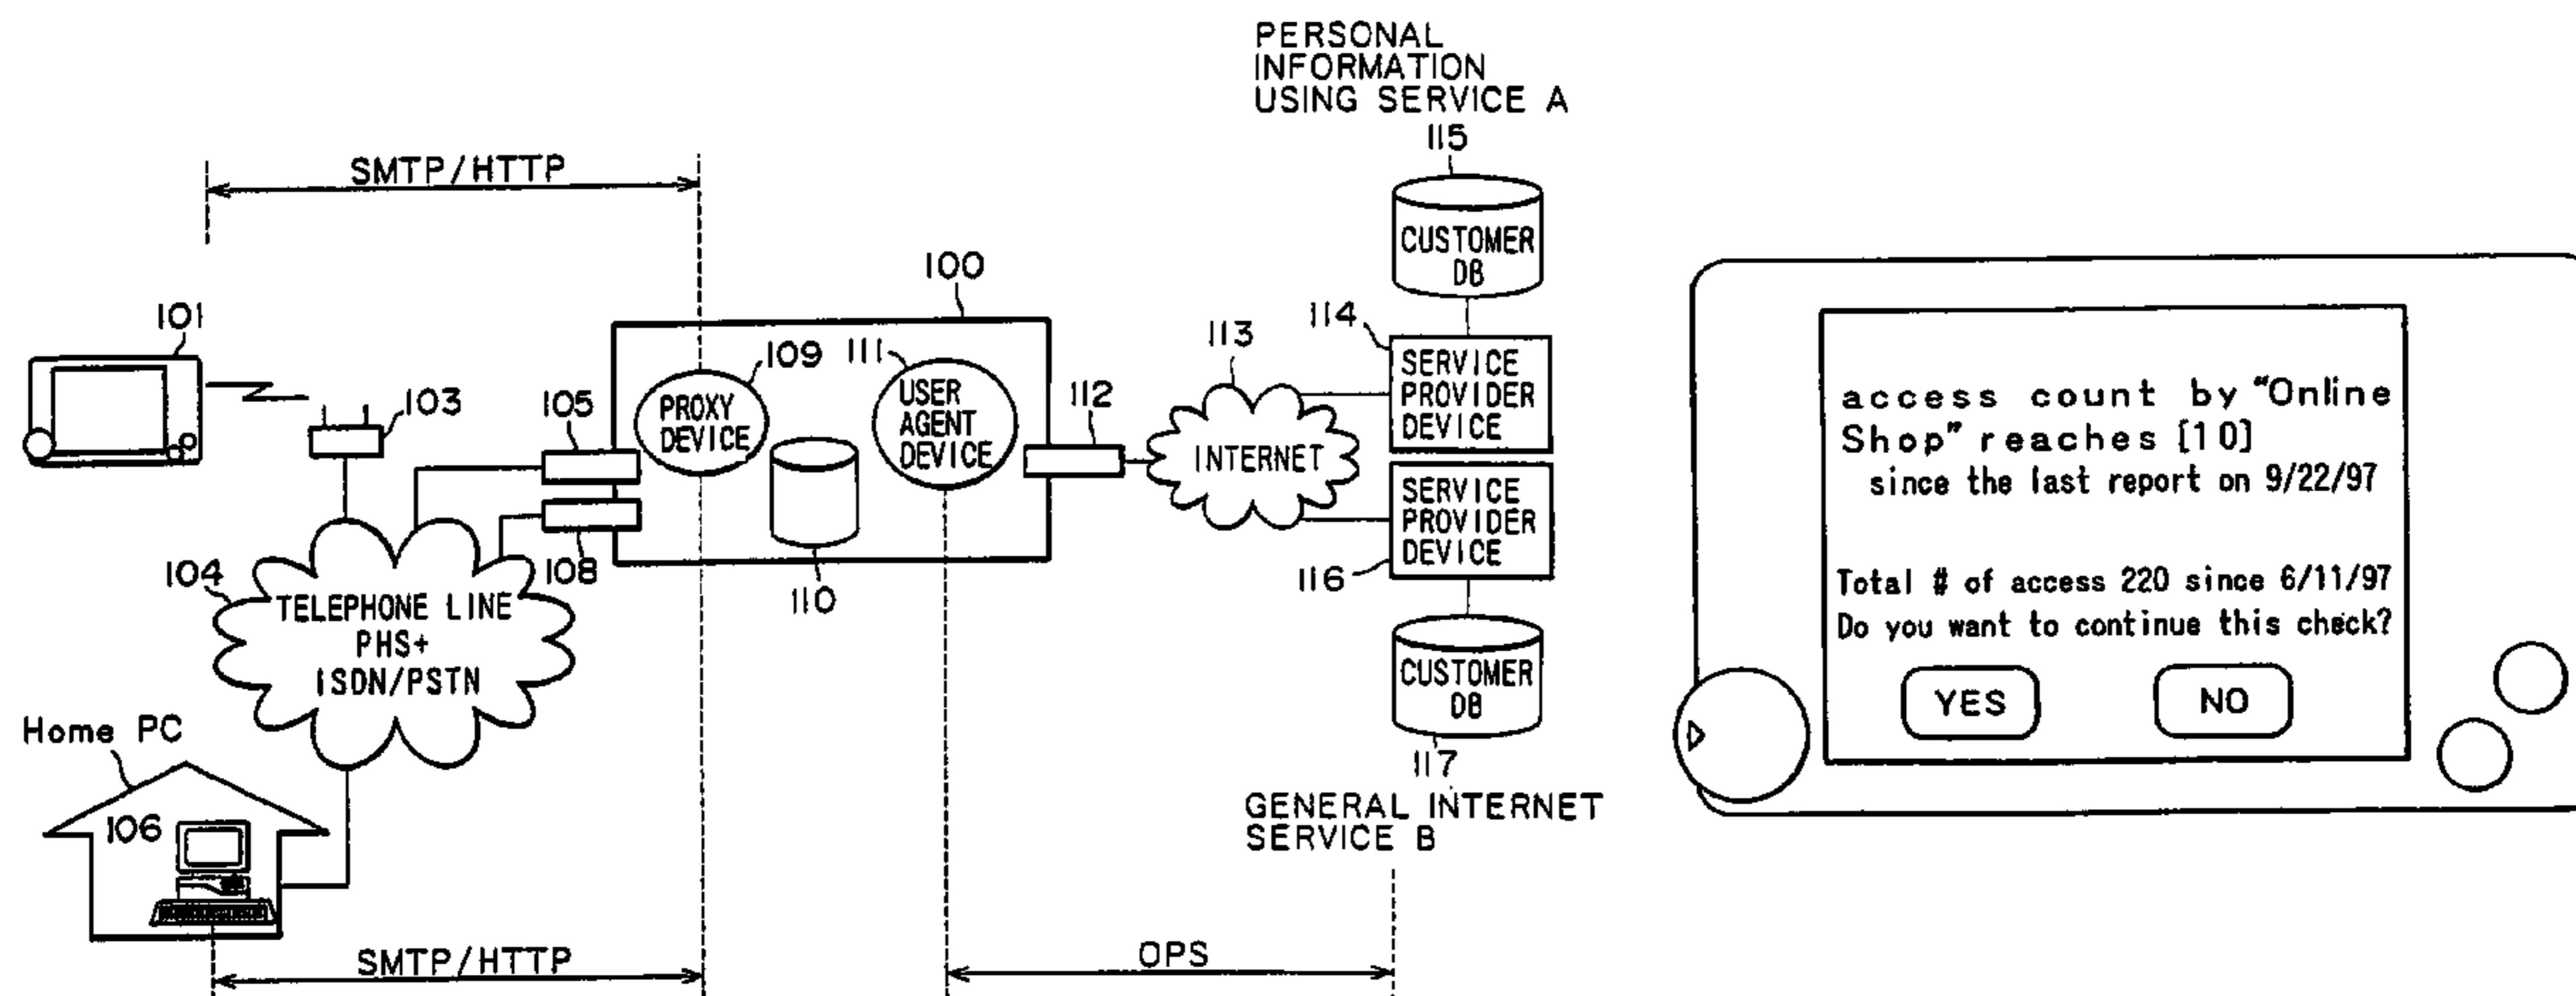 PERSONAL
INFORMATION
USING SERVICE A
115
SMTP/HTTP
CUSTOMER
DB
100
101
114
113
109
111
SERVICE
PROVIDER
DEVICE
103
105
PROXY
DEVICE
USER
AGENT
DEVICE
112
INTERNET
108
110
SERVICE
PROVIDER
DEVICE
116
104
TELEPHONE LINE
PHS+
ISDN/PSTN
CUSTOMER
DB
117
GENERAL INTERNET
SERVICE B
Home PC
106
SMTP/HTTP
OPS
access count by "Online
Shop" reaches [10]
since the last report on 9/22/97
Total # of access 220 since 6/11/97
Do you want to continue this check?
YES
NO